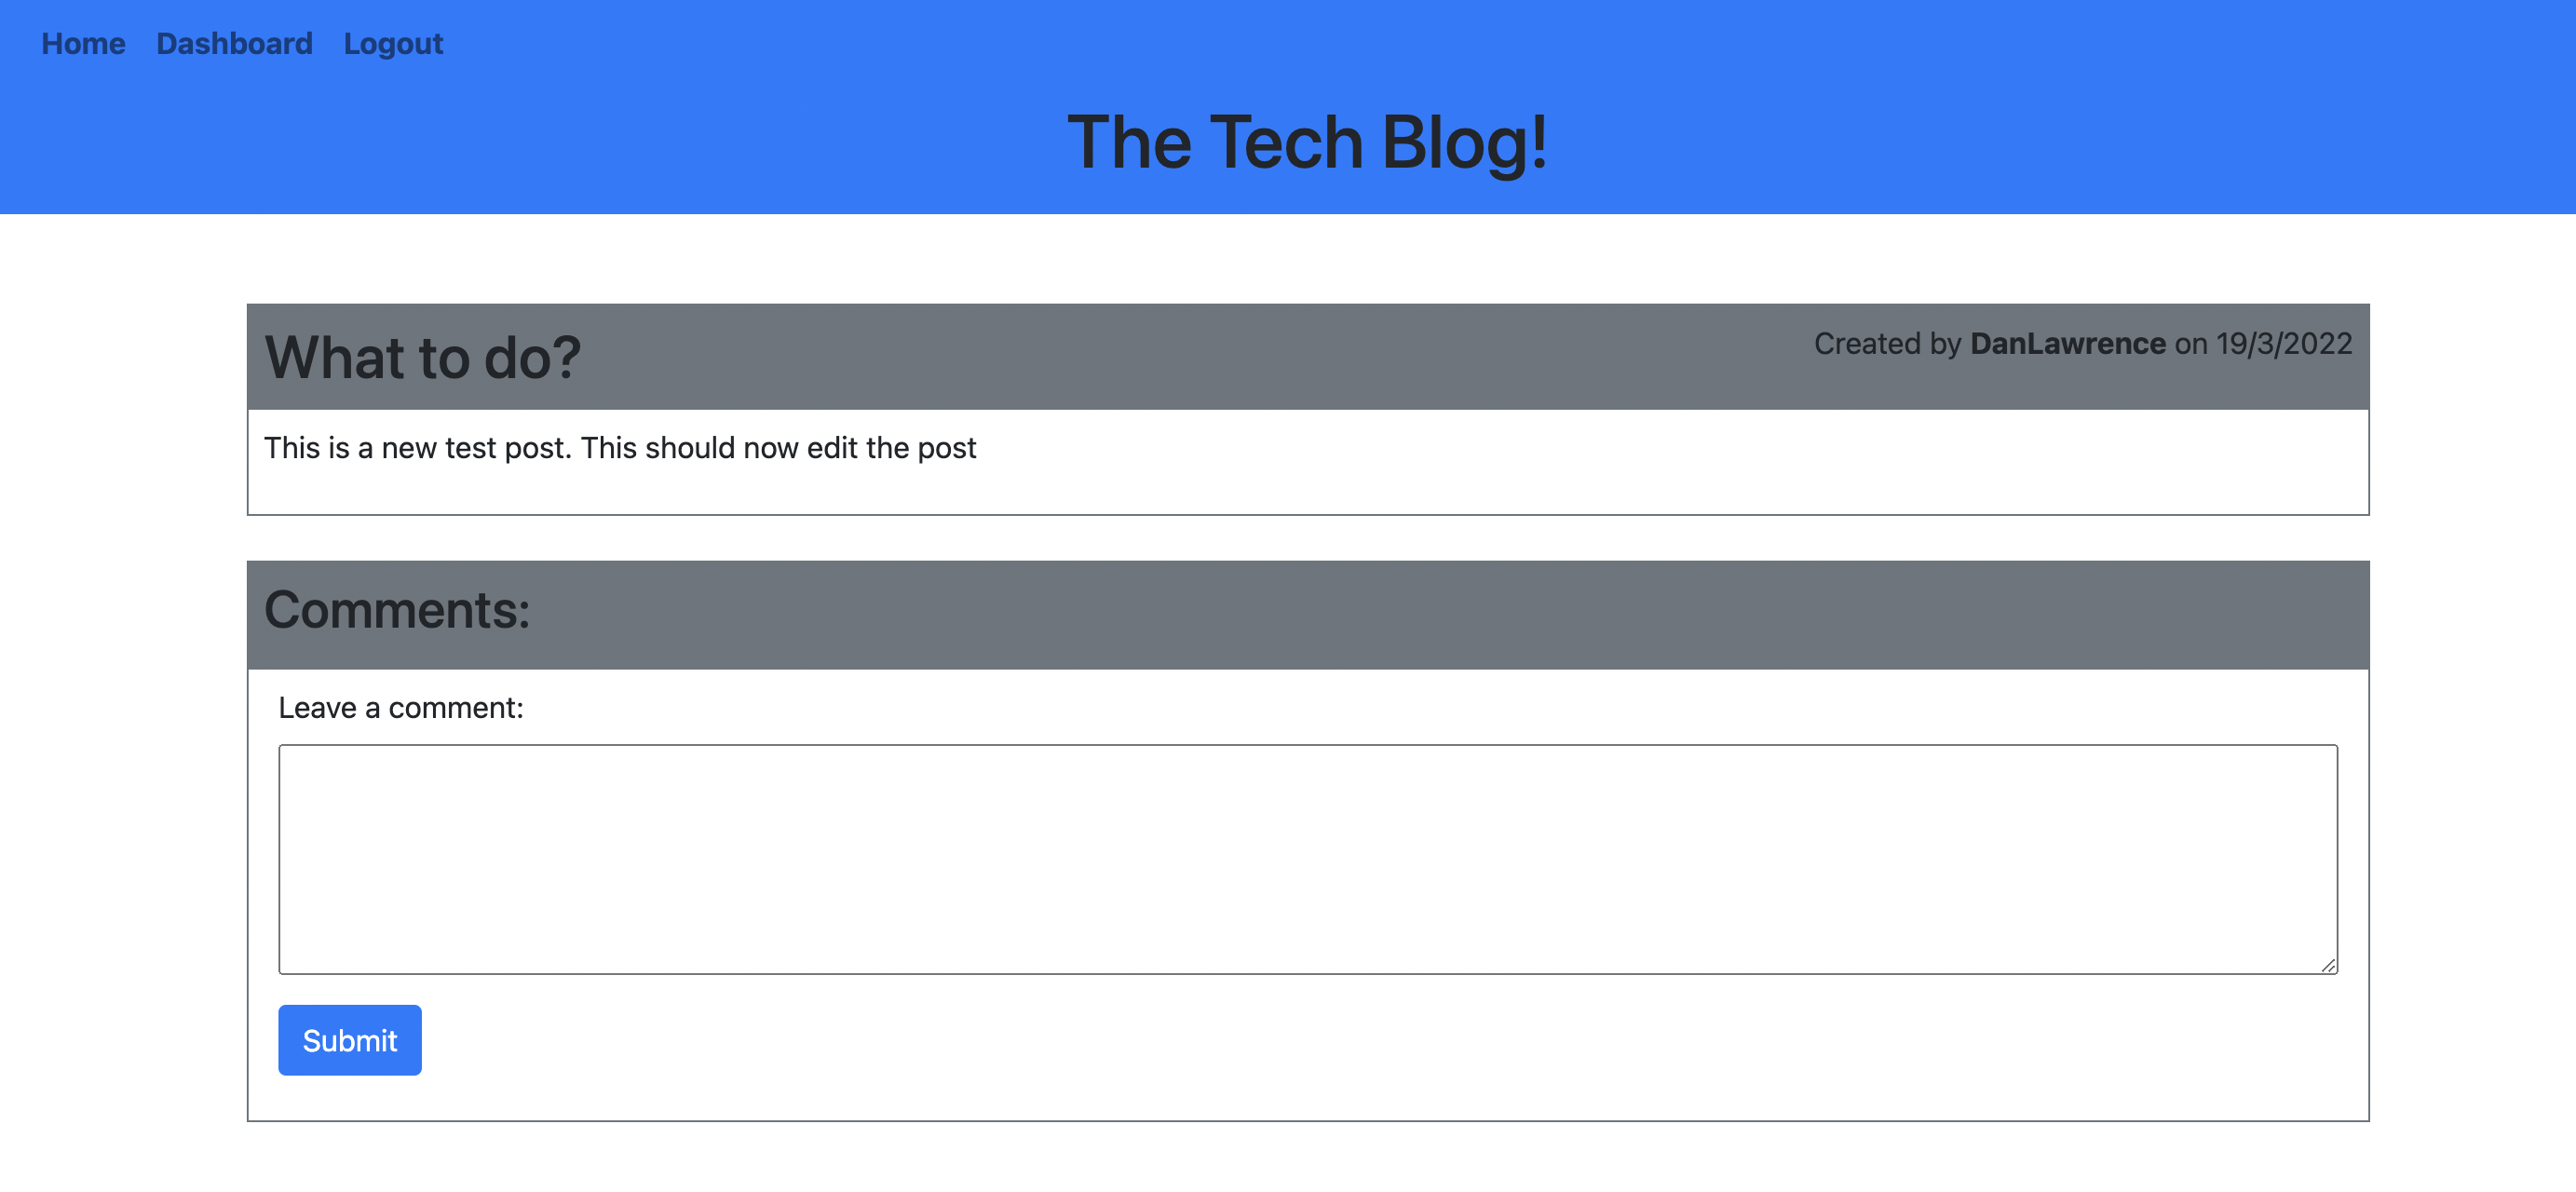 Home Dashboard Logout
The Tech Blog!
What to do?
Created by DanLawrence on 19/3/2022
This is a new test post. This should now edit the post
Comments:
Leave a comment:
Submit